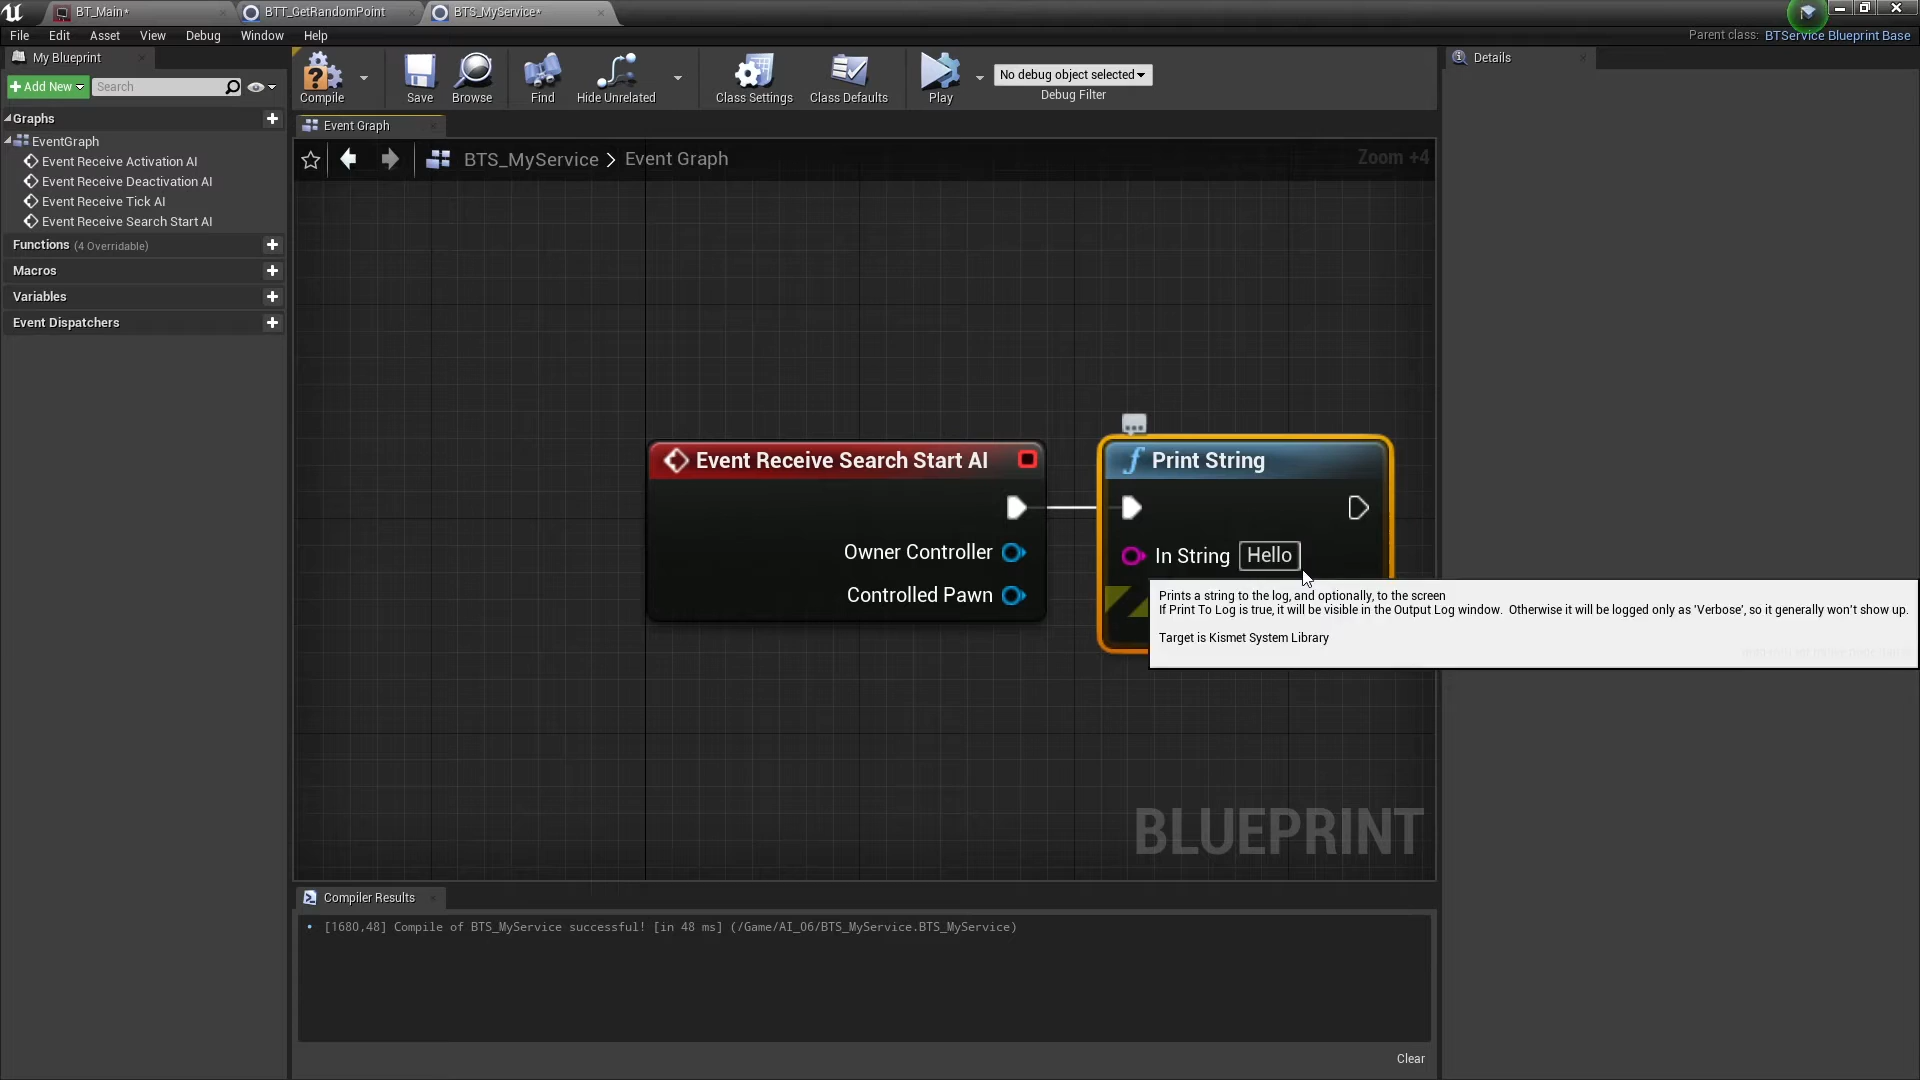 BT_Main*
BTT_GetRandomPoint
BTS_MyService*
File Edit Asset View Debug Window Help
Parent class: BTService Blueprint Base
My Blueprint
Add New
Search
Compile
Save
Browse
Find
Hide Unrelated
Class Settings
Class Defaults
Play
No debug object selected
Debug Filter
Details
Graphs
EventGraph
Event Receive Activation AI
Event Receive Deactivation AI
Event Receive Tick AI
Event Receive Search Start AI
Functions (4 Overridable)
Macros
Variables
Event Dispatchers
Event Graph
BTS_MyService > Event Graph
Zoom +4
Event Receive Search Start AI
Owner Controller
Controlled Pawn
Print String
In String Hello
Prints a string to the log, and optionally, to the screen
If Print To Log is true, it will be visible in the Output Log window. Otherwise it will be logged only as 'Verbose', so it generally won't show up.
Target is Kismet System Library
BLUEPRINT
Compiler Results
[1680,48] Compile of BTS_MyService successful! [in 48 ms] (/Game/AI_06/BTS_MyService.BTS_MyService)
Clear